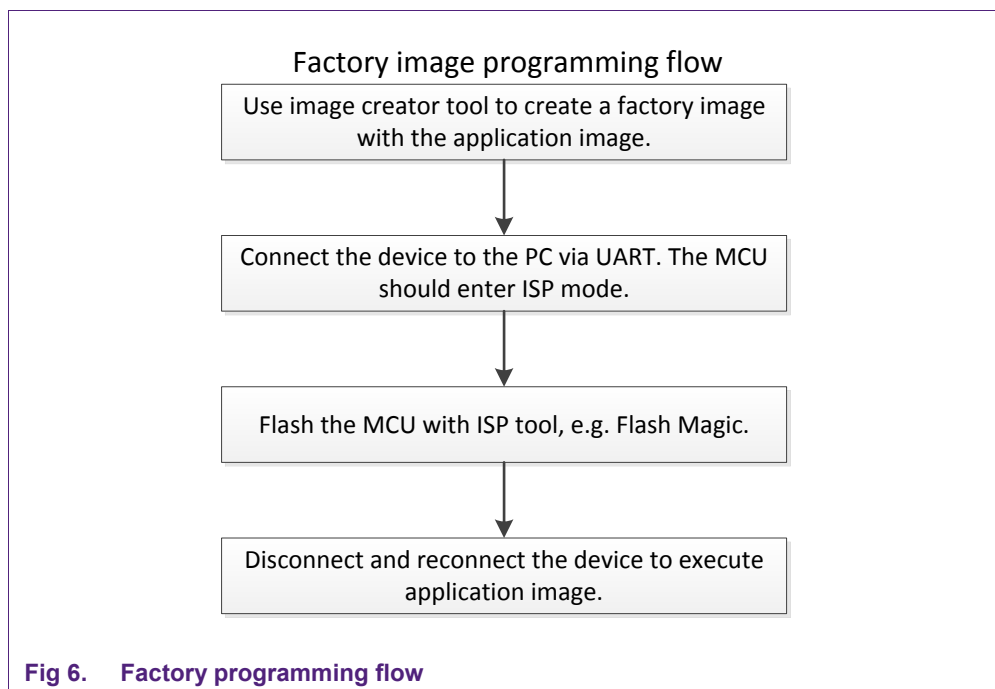 Factory image programming flow
Use image creator tool to create a factory image
with the application image.
Connect the device to the PC via UART. The MCU
should enter ISP mode.
Flash the MCU with ISP tool, e.g. Flash Magic.
Disconnect and reconnect the device to execute
application image.
Fig 6. Factory programming flow